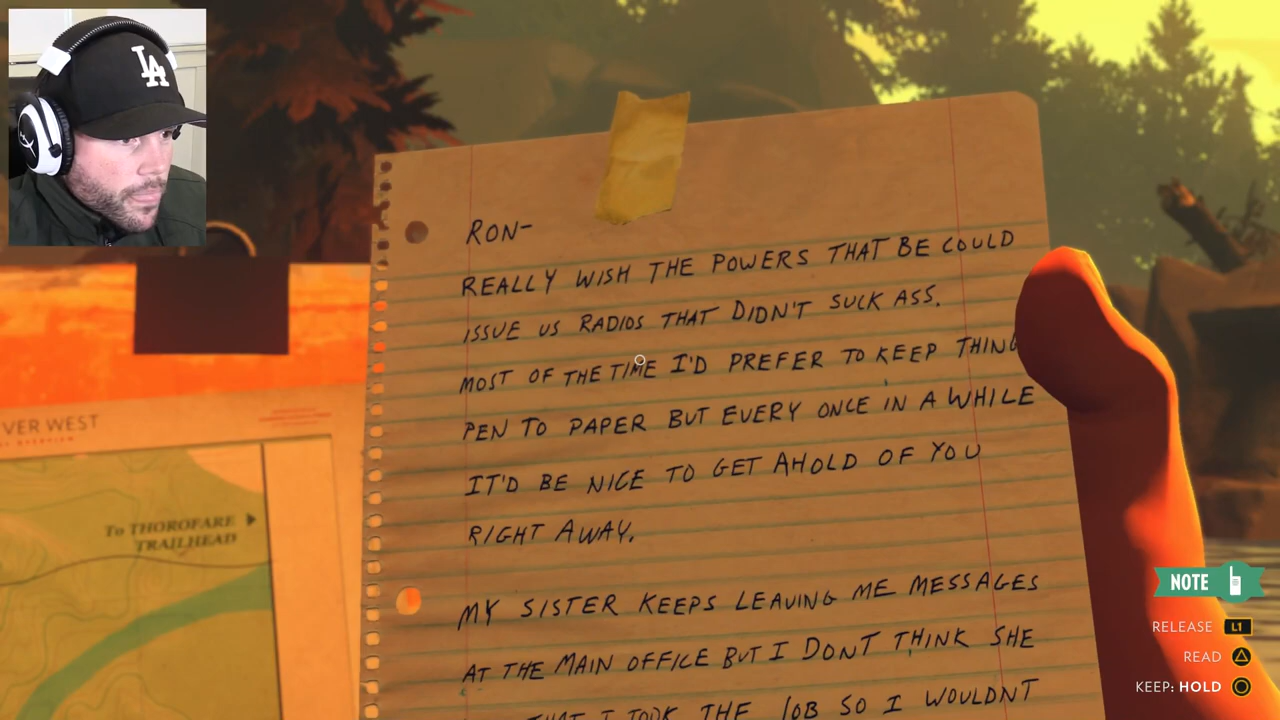 LA
RON-
REALLY WISH THE POWERS THAT BE COULD
ISSUE US RADIOS THAT DIDN'T SUCK ASS.
MOST OF THE TIME I'D PREFER TO KEEP
PEN TO PAPER BUT EVERY ONCE IN A WHILE
IT'D BE NICE TO GET AHOLD OF YOU
RIGHT AWAY.
MY SISTER KEEPS LEAVING ME MESSAGES
AT THE MAIN OFFICE BUT I DONT THINK SHE
THAT I TOOK THE JOB SO I WOULDNT
VER WEST
To THOROFARE
TRAILHEAD
NOTE
RELEASE L1
READ
KEEP: HOLD